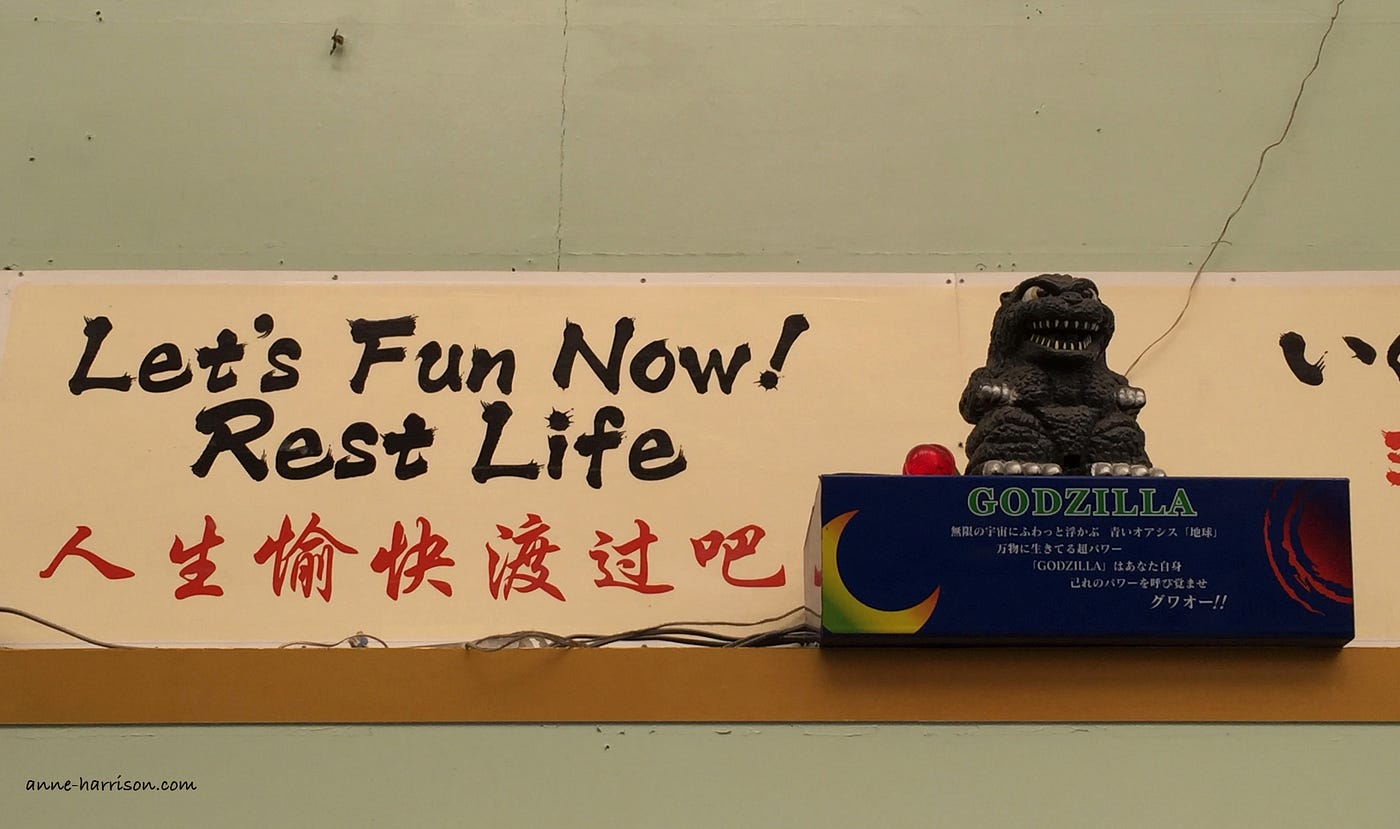 Let's Fun Now!
Rest Life
人生愉快渡过吧
GODZILLA
無限の宇宙にふわっと浮かぶ 青いオアシス「地球」
万物に生きてる超パワー
「GODZILLA」はあなた自身
己れのパワーを呼び覚ませ
グワオー!!
い
anne-harrison.com